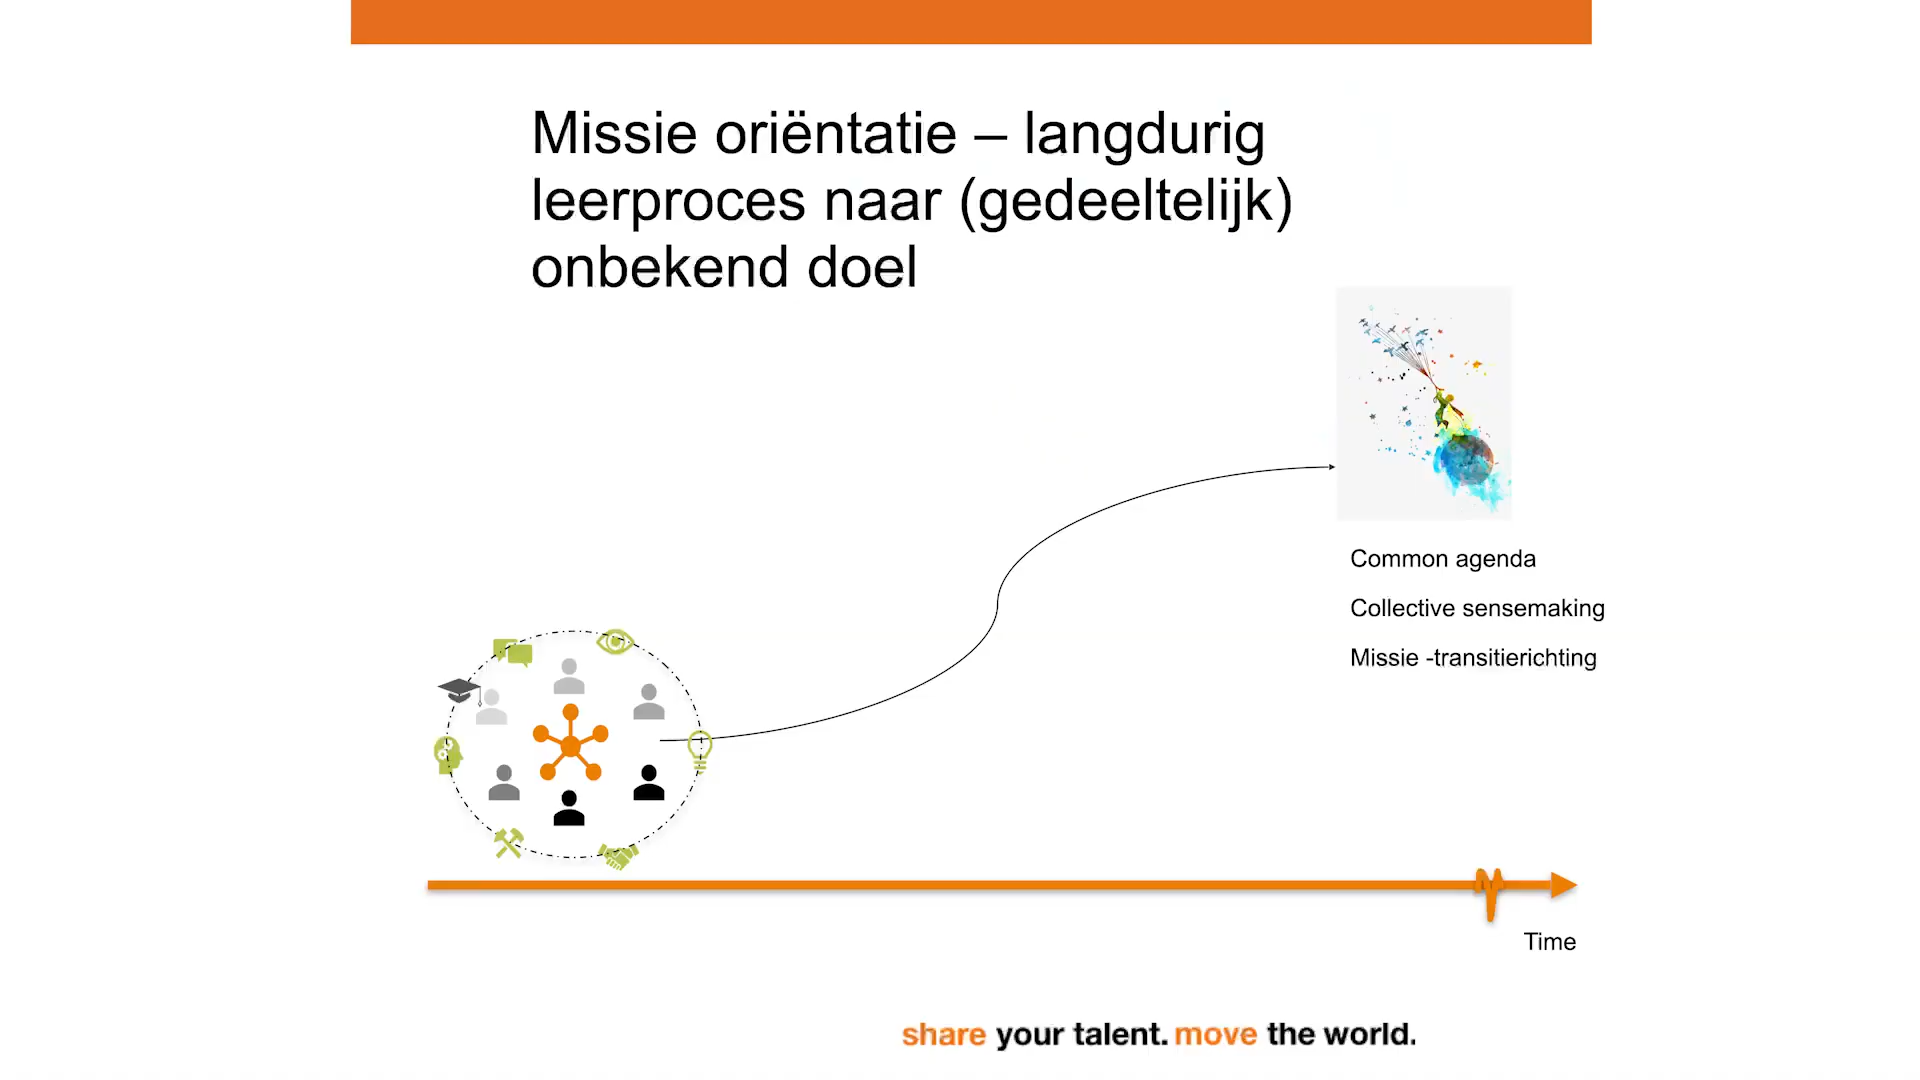 Missie oriëntatie – langdurig
leerproces naar (gedeeltelijk)
onbekend doel
Common agenda
Collective sensemaking
Missie -transitierichting
Time
share your talent. move the world.